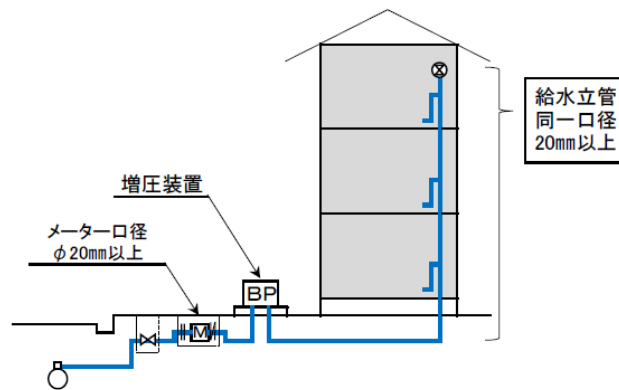 給水立管
同一口径
20mm以上
増圧装置
メーター口径
φ20mm以上
BP
M